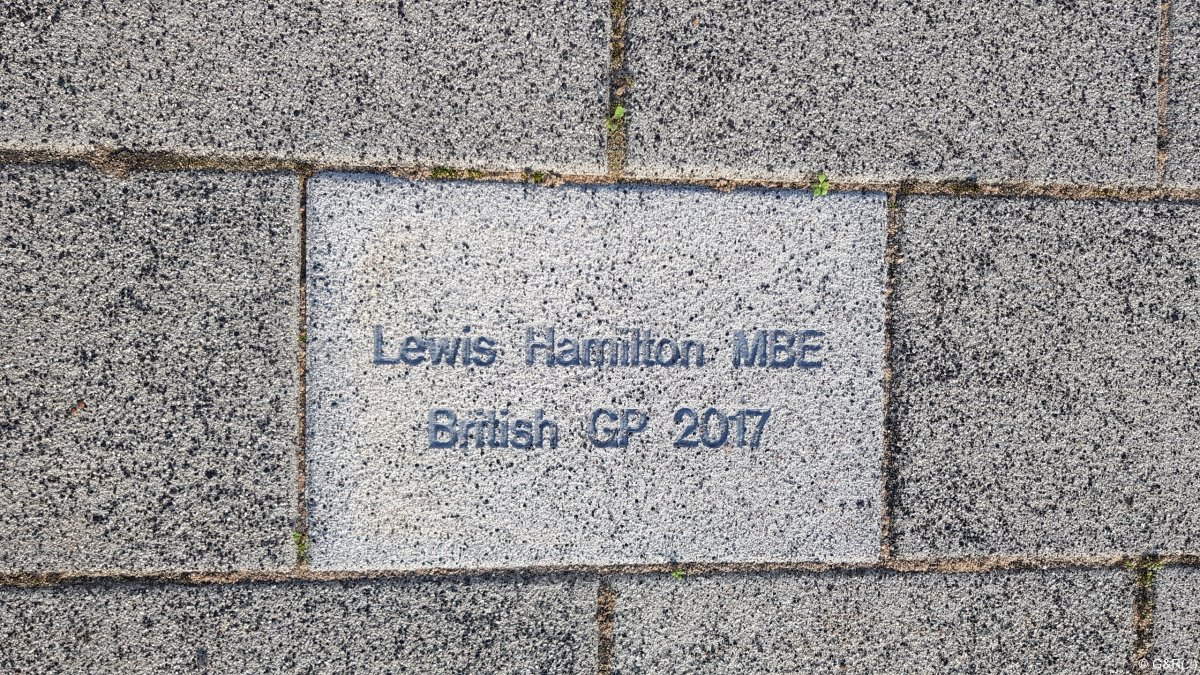 Lewis Hamilton MBE
British GP 2017